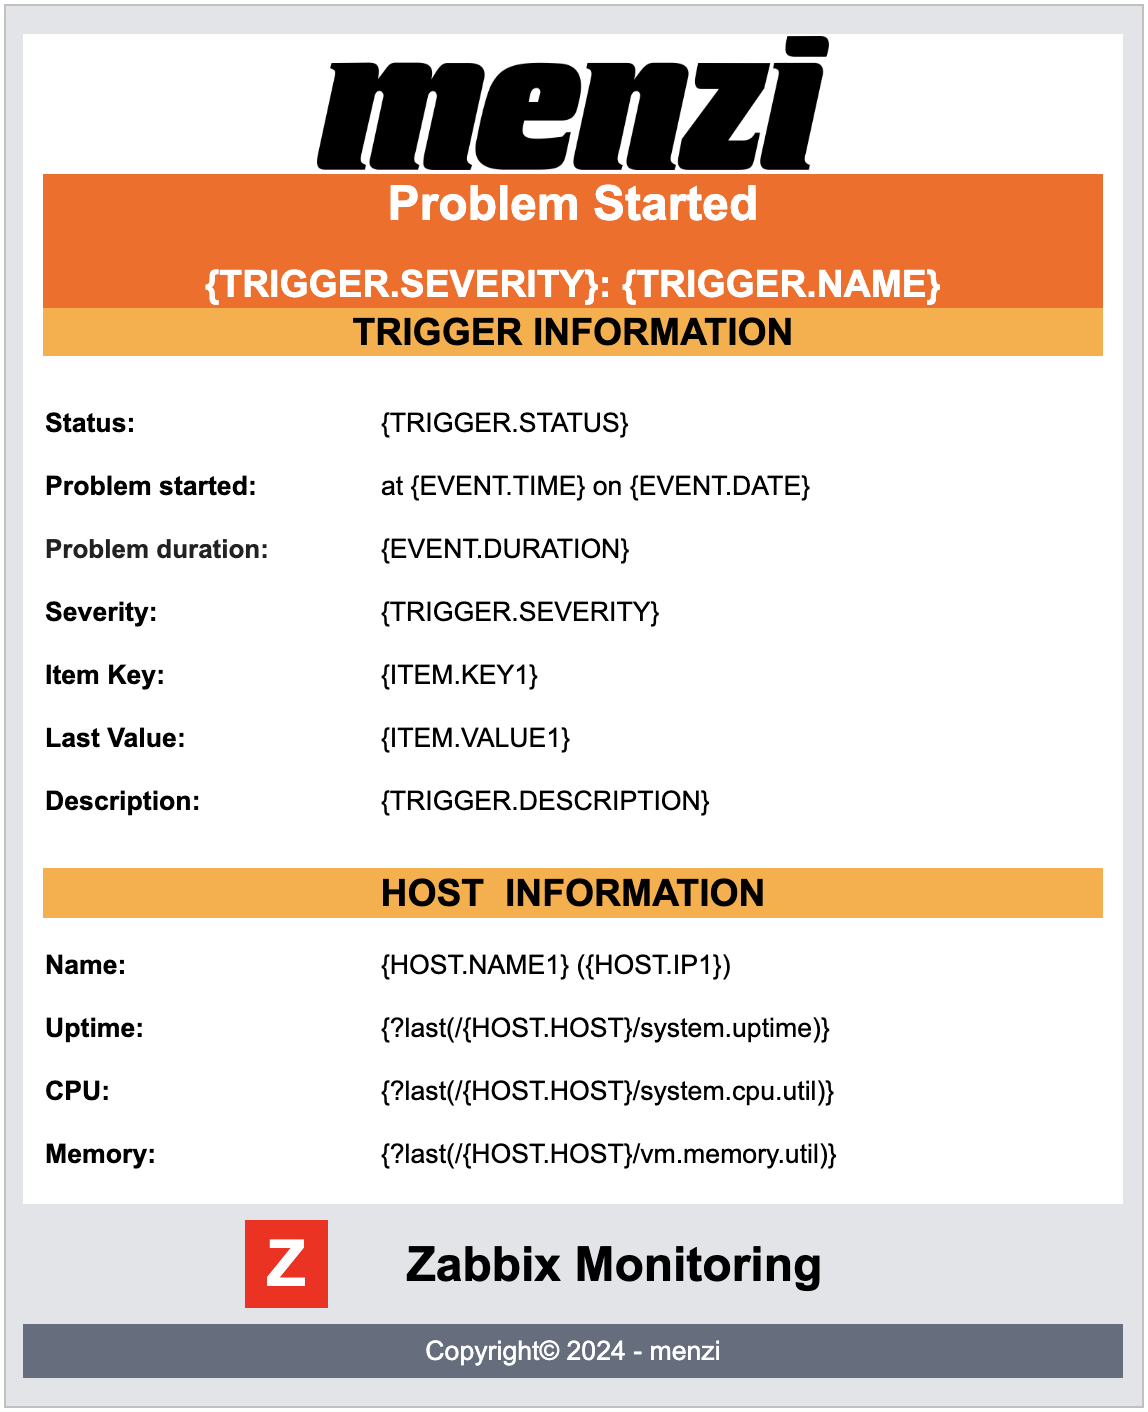 menzi
Problem Started
{TRIGGER.SEVERITY}: {TRIGGER.NAME}
TRIGGER INFORMATION
Status: {TRIGGER.STATUS}
Problem started: at {EVENT.TIME} on {EVENT.DATE}
Problem duration: {EVENT.DURATION}
Severity: {TRIGGER.SEVERITY}
Item Key: {ITEM.KEY1}
Last Value: {ITEM.VALUE1}
Description: {TRIGGER.DESCRIPTION}
HOST  INFORMATION
Name: {HOST.NAME1} ({HOST.IP1})
Uptime: {?last(/{HOST.HOST}/system.uptime)}
CPU: {?last(/{HOST.HOST}/system.cpu.util)}
Memory: {?last(/{HOST.HOST}/vm.memory.util)}
Z Zabbix Monitoring
Copyright© 2024 - menzi